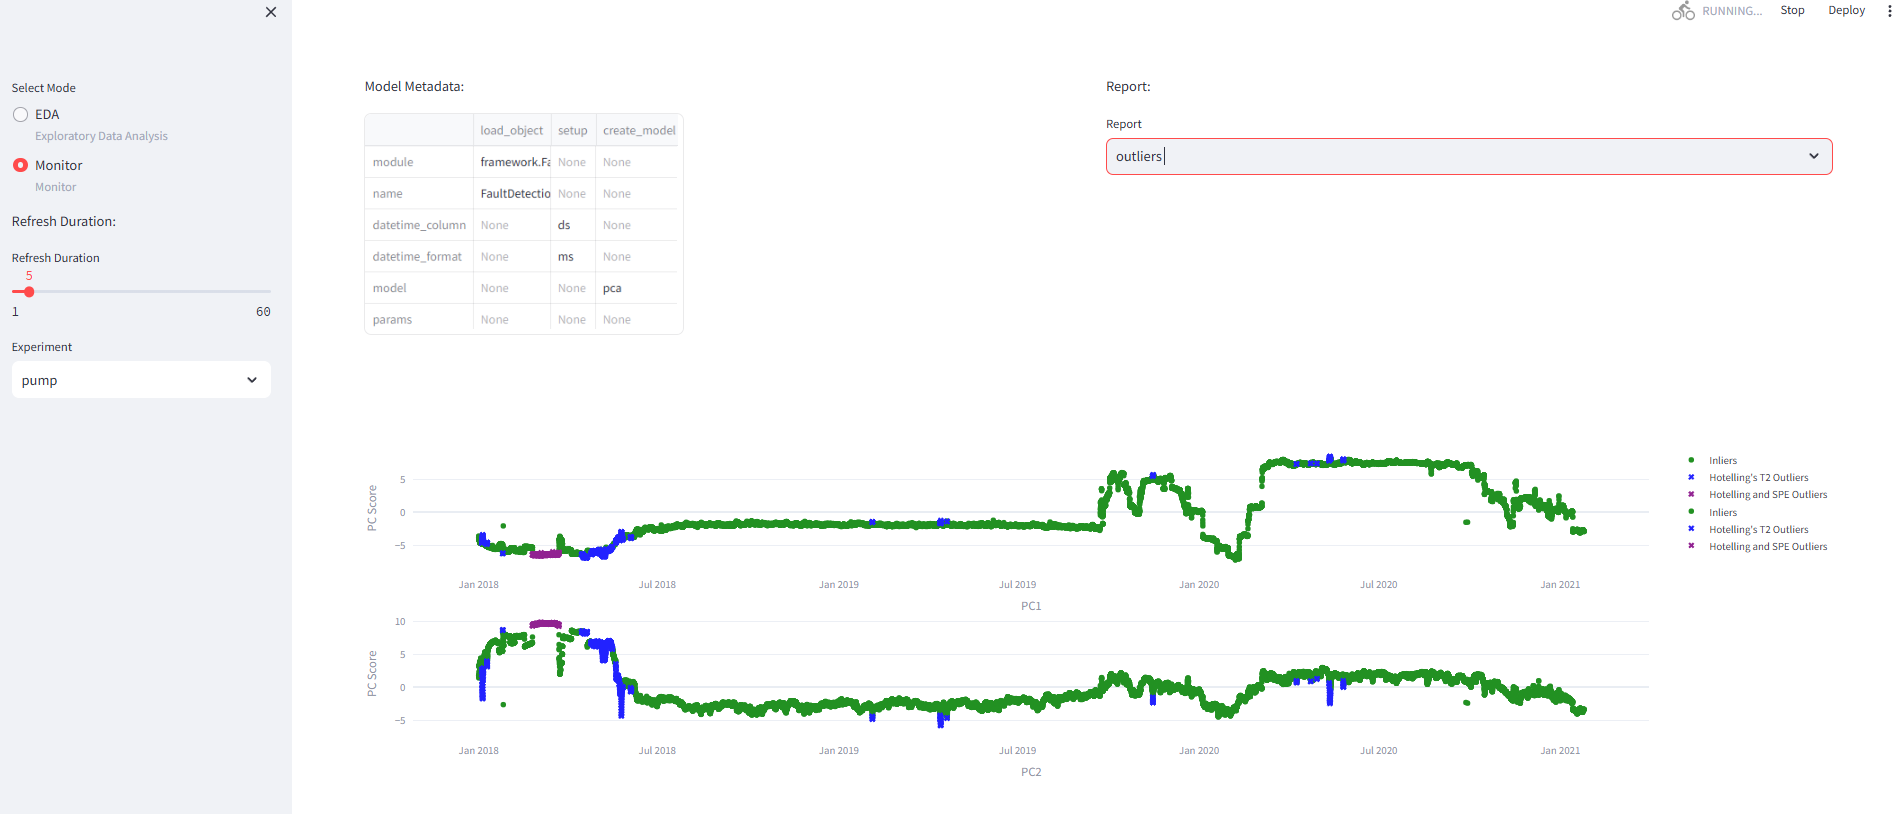 RUNNING... Stop Deploy
Select Mode
EDA
Exploratory Data Analysis
Monitor
Monitor
Refresh Duration:
Refresh Duration
5
1 60
Experiment
pump
Model Metadata:
load_object setup create_model
module framework.Fa None None
name FaultDetectio None None
datetime_column None ds None
datetime_format None ms None
model None None pca
params None None None
Report:
Report
outliers
PC Score
5
0
−5
Jan 2018 Jul 2018 Jan 2019 Jul 2019 Jan 2020 Jul 2020 Jan 2021
PC1
Inliers
Hotelling's T2 Outliers
Hotelling and SPE Outliers
Inliers
Hotelling's T2 Outliers
Hotelling and SPE Outliers
PC Score
10
5
0
−5
Jan 2018 Jul 2018 Jan 2019 Jul 2019 Jan 2020 Jul 2020 Jan 2021
PC2